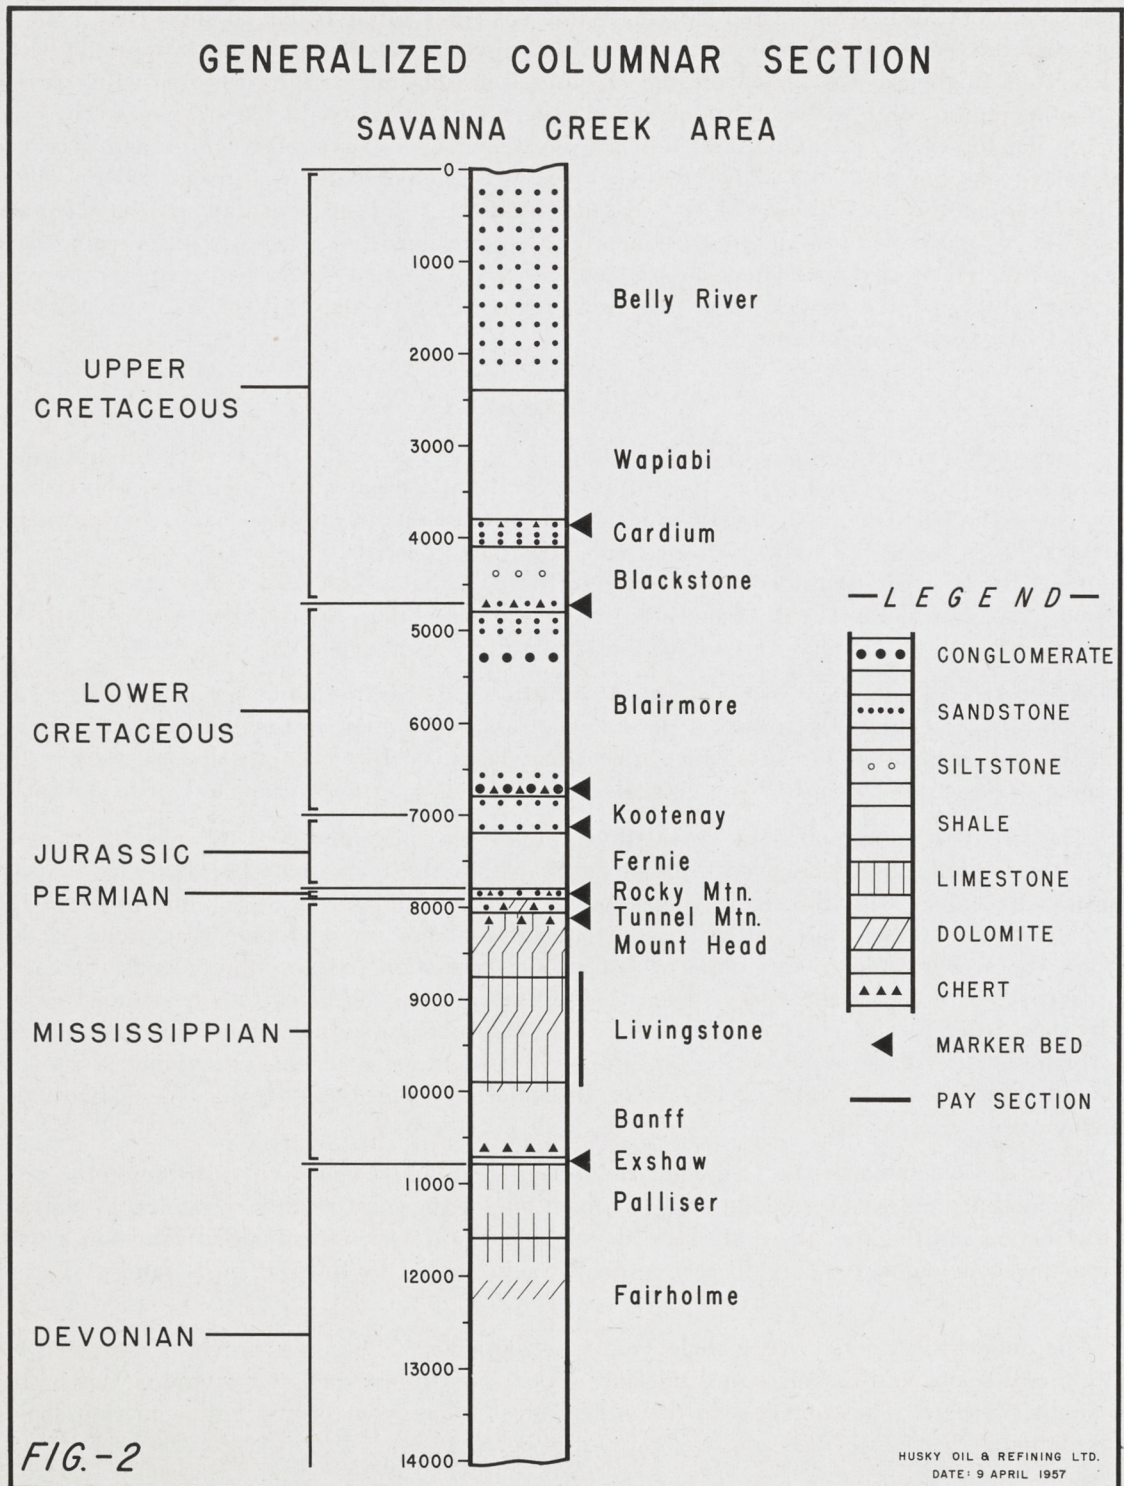 GENERALIZED COLUMNAR SECTION
SAVANNA CREEK AREA
0
1000
2000
3000
4000
5000
6000
7000
8000
9000
10000
11000
12000
13000
14000
UPPER
CRETACEOUS
LOWER
CRETACEOUS
JURASSIC
PERMIAN
MISSISSIPPIAN
DEVONIAN
Belly River
Wapiabi
Cardium
Blackstone
Blairmore
Kootenay
Fernie
Rocky Mtn.
Tunnel Mtn.
Mount Head
Livingstone
Banff
Exshaw
Palliser
Fairholme
LEGEND
CONGLOMERATE
SANDSTONE
SILTSTONE
SHALE
LIMESTONE
DOLOMITE
CHERT
MARKER BED
PAY SECTION
FIG.-2
HUSKY OIL & REFINING LTD.
DATE: 9 APRIL 1957